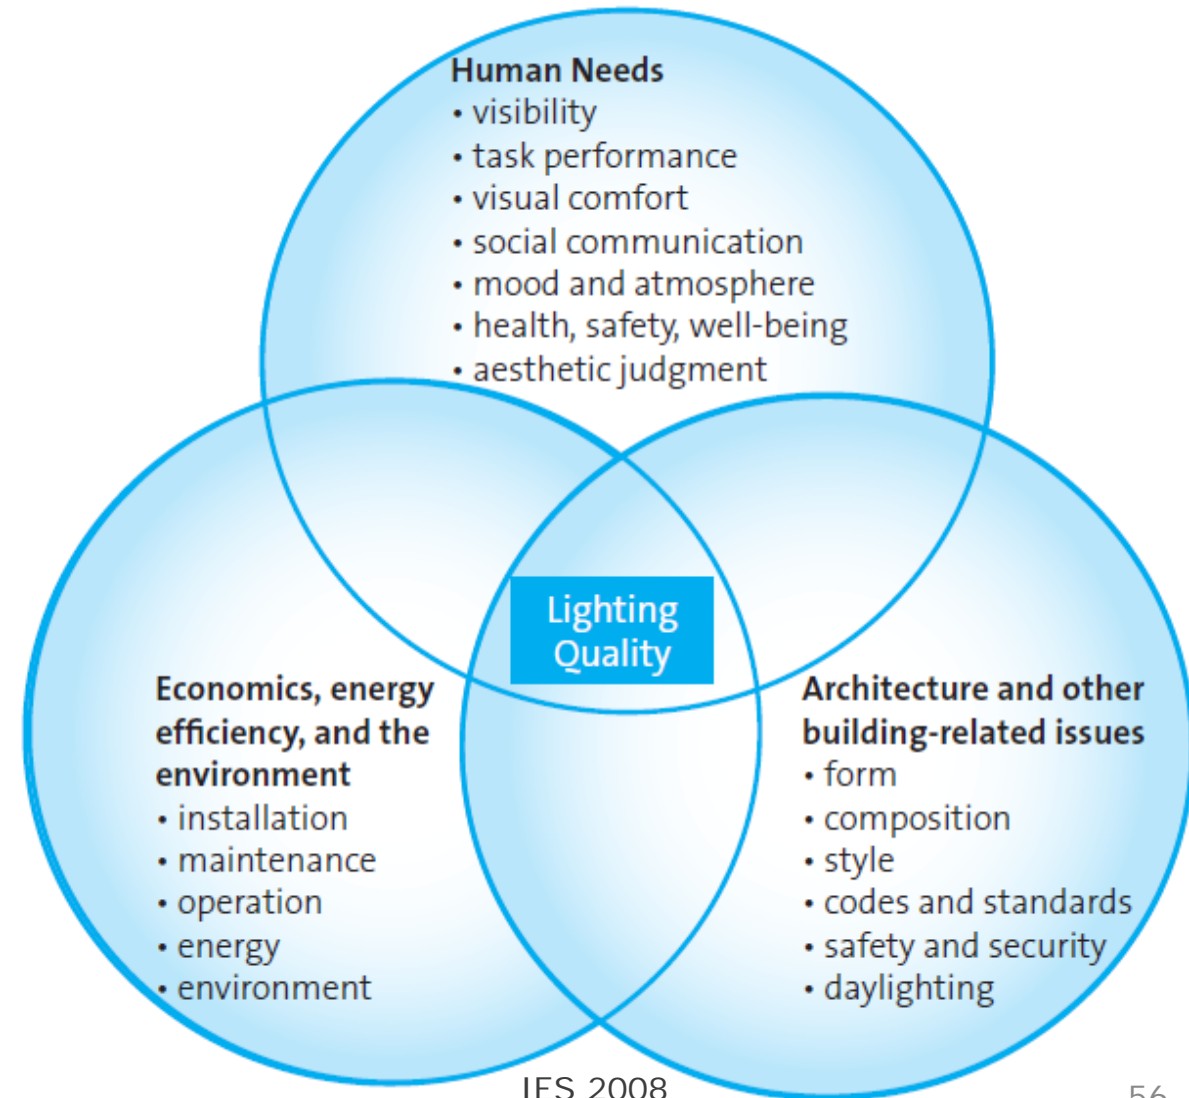 Human Needs
• visibility
• task performance
• visual comfort
• social communication
• mood and atmosphere
• health, safety, well-being
• aesthetic judgment
Lighting
Quality
Economics, energy
efficiency, and the
environment
• installation
• maintenance
• operation
• energy
• environment
Architecture and other
building-related issues
• form
• composition
• style
• codes and standards
• safety and security
• daylighting
IES 2008
56